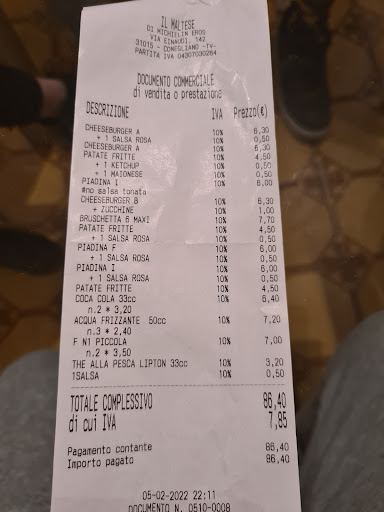 IL MALTESE
DI MICHIELIN EROS
VIA EINAUDI, 142
31015 - CONEGLIANO -TV-
PARTITA IVA 04307030264
DOCUMENTO COMMERCIALE
di vendita o prestazione
DESCRIZIONE IVA Prezzo(€)
CHEESEBURGER A 10% 6,30
+ 1 SALSA ROSA 10% 0,50
CHEESEBURGER A 10% 6,30
PATATE FRITTE 10% 4,50
+ 1 KETCHUP 10% 0,50
+ 1 MAIONESE 10% 0,50
PIADINA I 10% 6,00
#no salsa tonata
CHEESEBURGER B 10% 6,30
+ ZUCCHINE 10% 1,00
BRUSCHETTA 6 MAXI 10% 7,70
PATATE FRITTE 10% 4,50
+ 1 SALSA ROSA 10% 0,50
PIADINA F 10% 6,00
+ 1 SALSA ROSA 10% 0,50
PIADINA I 10% 6,00
+ 1 SALSA ROSA 10% 0,50
PATATE FRITTE 10% 4,50
COCA COLA 33cc 10% 6,40
n.2 * 3,20
ACQUA FRIZZANTE 50cc 10% 7,20
n.3 * 2,40
F N1 PICCOLA 10% 7,00
n.2 * 3,50
THE ALLA PESCA LIPTON 33cc 10% 3,20
1SALSA 10% 0,50
TOTALE COMPLESSIVO 86,40
di cui IVA 7,85
Pagamento contante 86,40
Importo pagato 86,40
05-02-2022 22:11
DOCUMENTO N. 0510-0008